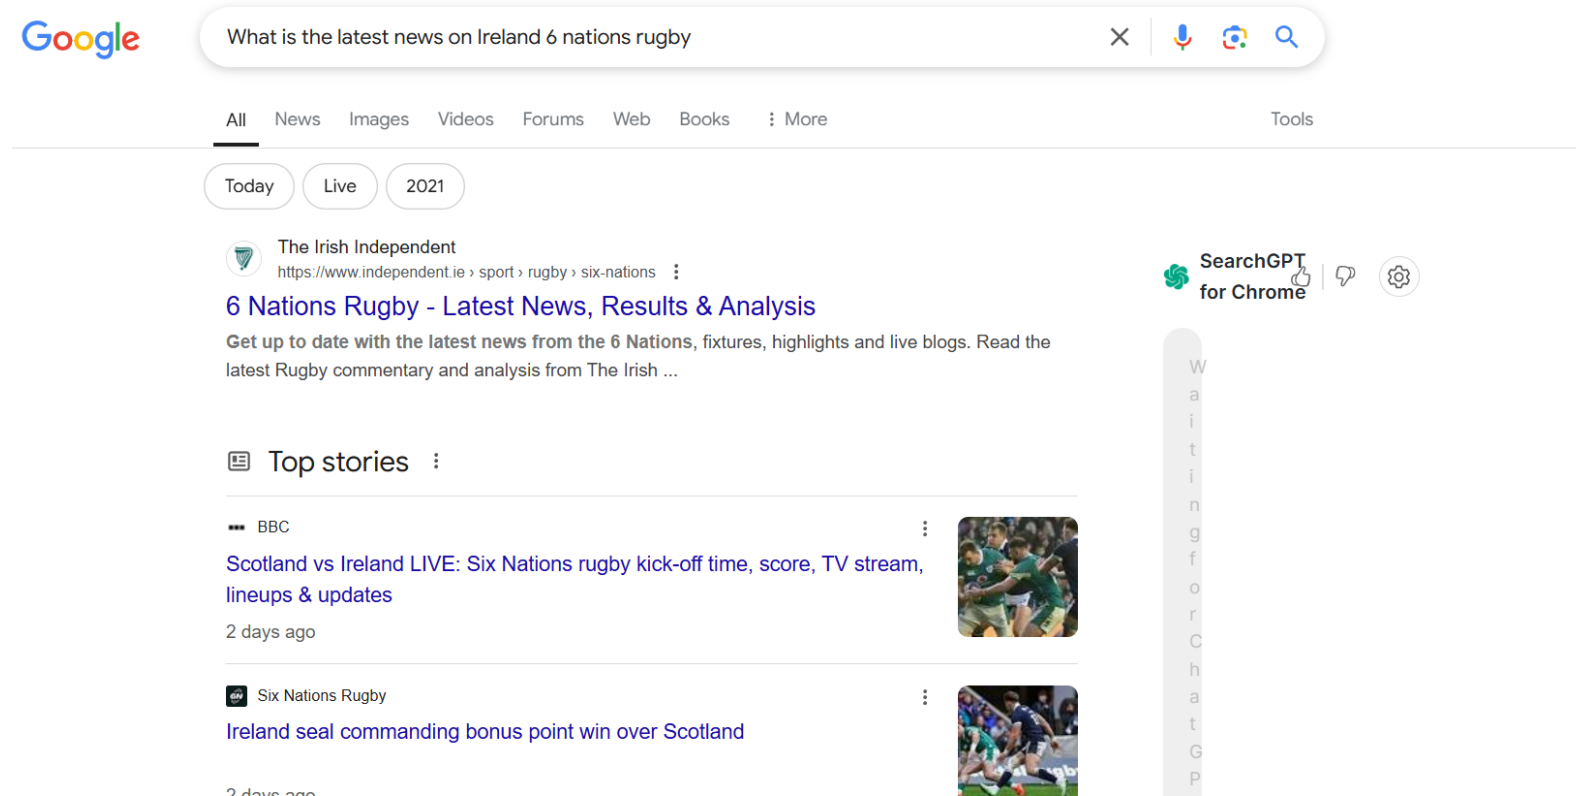 Google
What is the latest news on Ireland 6 nations rugby
All News Images Videos Forums Web Books More Tools
Today Live 2021
The Irish Independent
https://www.independent.ie › sport › rugby › six-nations
6 Nations Rugby - Latest News, Results & Analysis
Get up to date with the latest news from the 6 Nations, fixtures, highlights and live blogs. Read the
latest Rugby commentary and analysis from The Irish ...
Top stories
BBC
Scotland vs Ireland LIVE: Six Nations rugby kick-off time, score, TV stream,
lineups & updates
2 days ago
Six Nations Rugby
Ireland seal commanding bonus point win over Scotland
2 days ago
SearchGPT
for Chrome
W
a
i
t
i
n
g
f
o
r
C
h
a
t
G
P